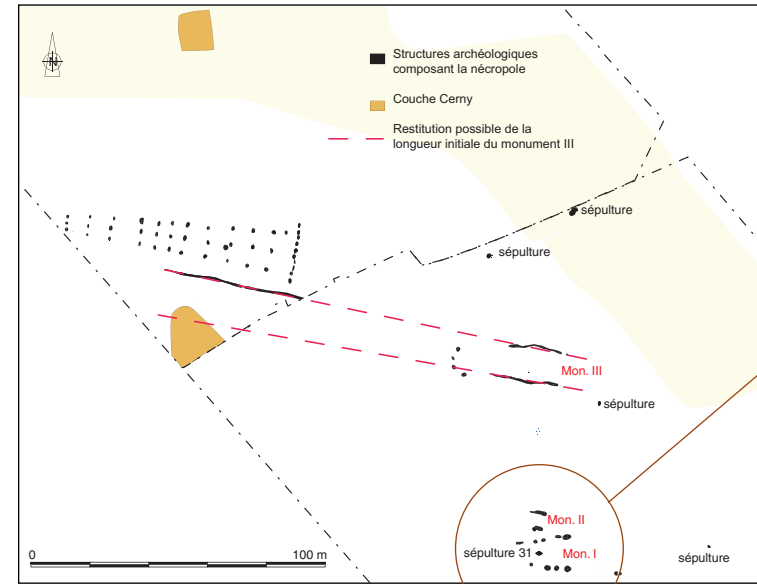 N
Structures archéologiques
composant la nécropole
Couche Cerny
Restitution possible de la
longueur initiale du monument III
sépulture
sépulture
Mon. III
sépulture
Mon. II
sépulture 31
Mon. I
sépulture
0
100 m